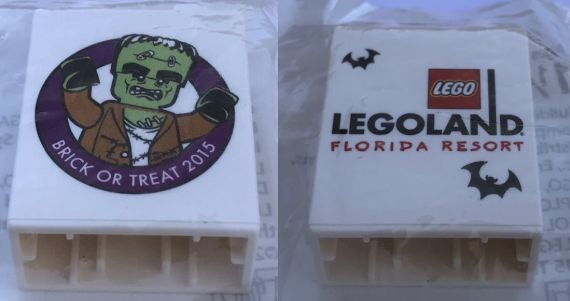 BRICK OR TREAT 2015
LEGO
LEGOLAND
FLORIDA RESORT